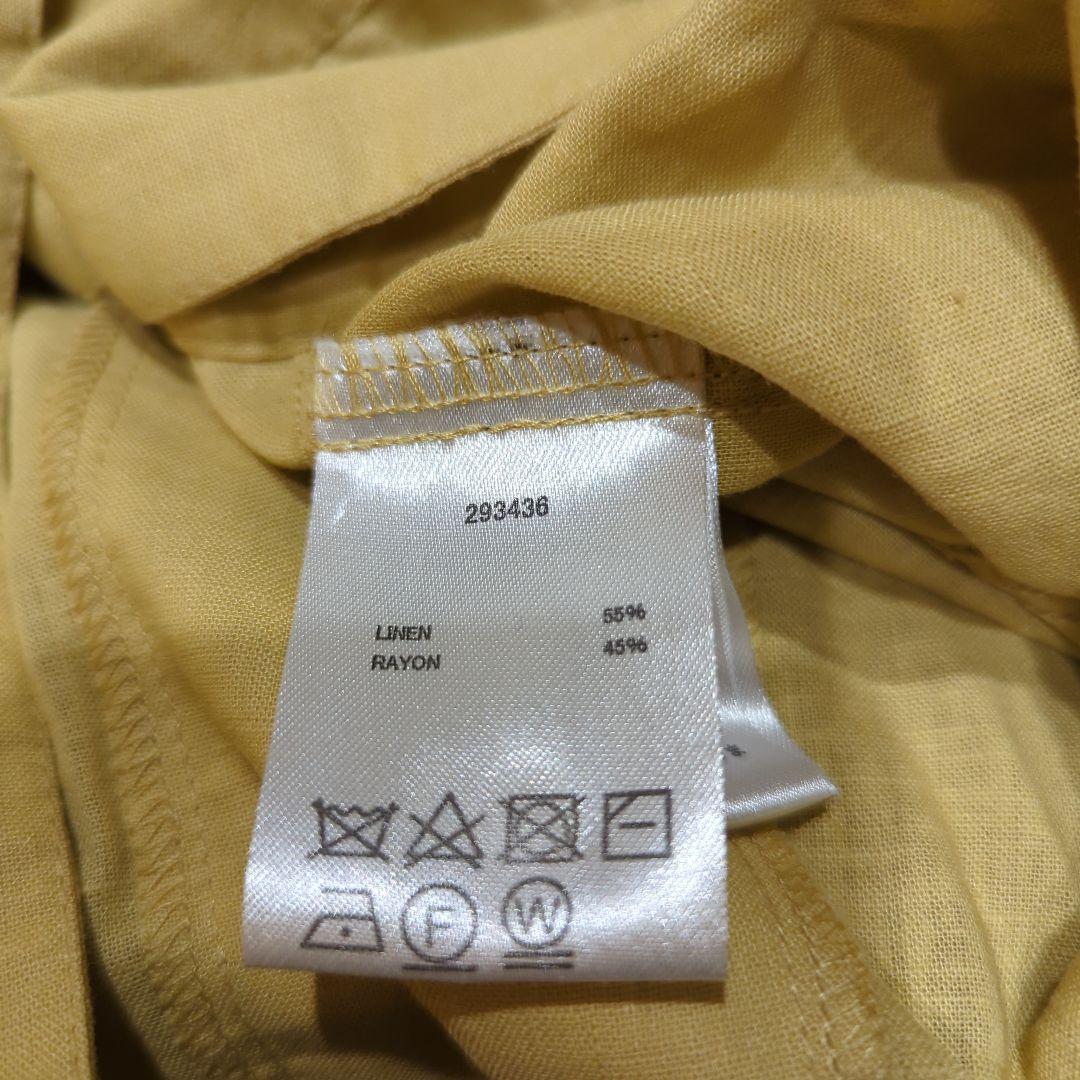 293436
LINEN 55%
RAYON 45%
%
F W